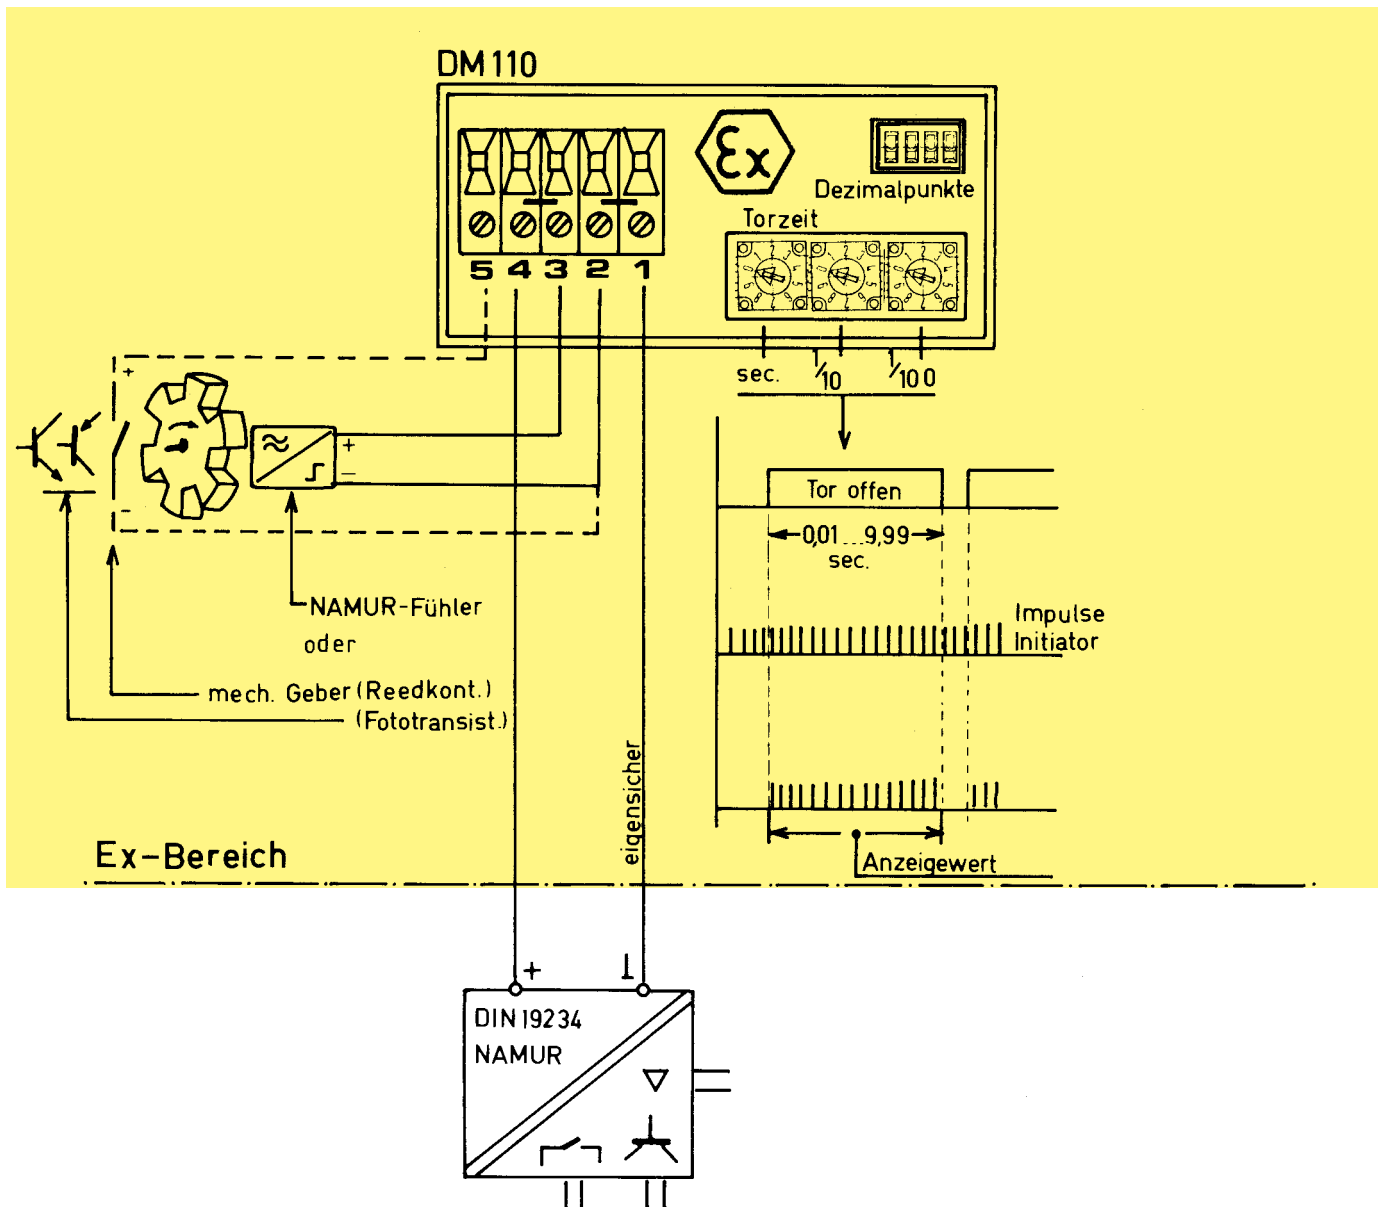 DM 110
Ex
Dezimalpunkte
Torzeit
5 4 3 2 1
sec. 1/10 1/100
+
-
+
-
Tor offen
0,01...9,99
sec.
NAMUR-Fühler
oder
mech. Geber (Reedkont.)
(Fototransist.)
Impulse
Initiator
eigensicher
Anzeigewert
Ex-Bereich
+
DIN 19234
NAMUR